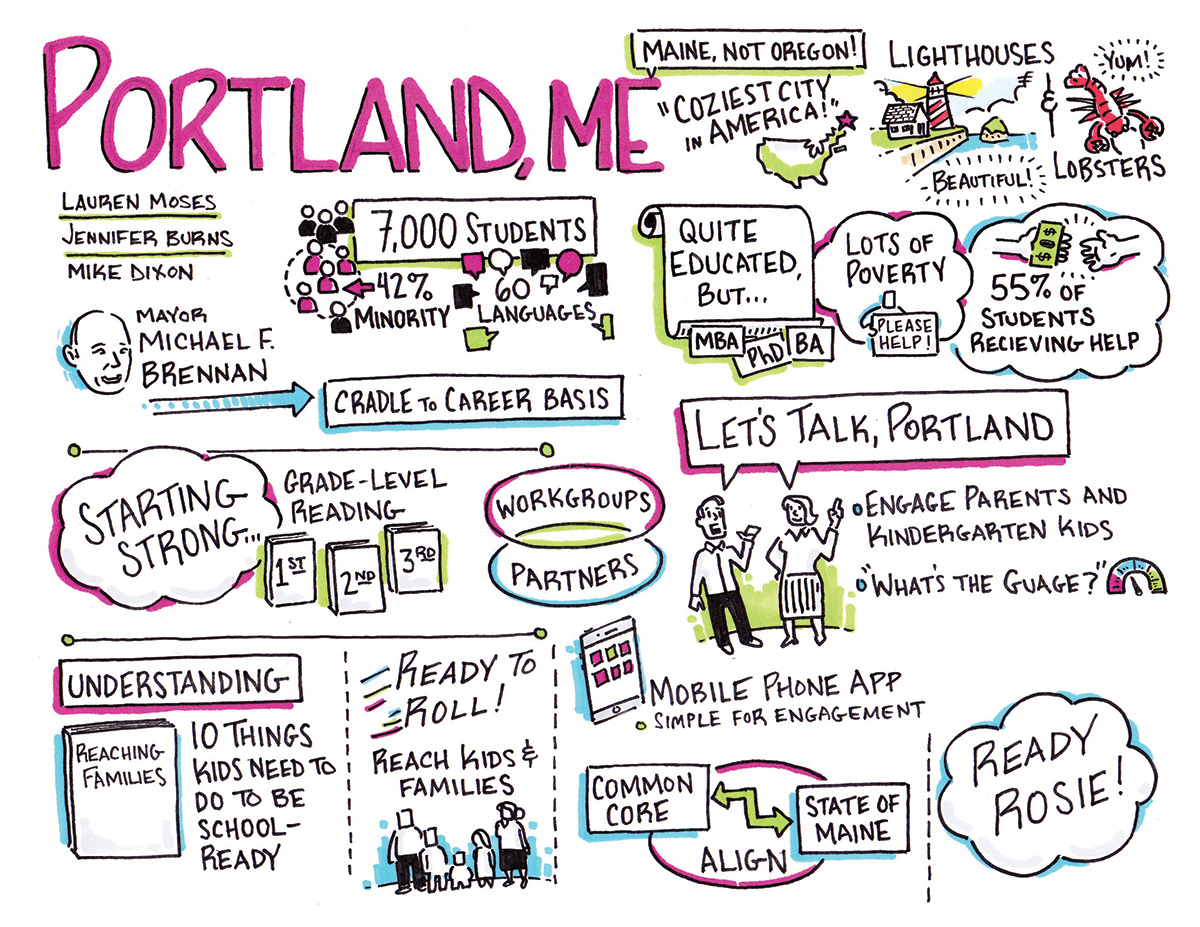 PORTLAND, ME
MAINE, NOT OREGON!
"COZIEST CITY
IN AMERICA!"
LIGHTHOUSES
&
YUM!
LOBSTERS
BEAUTIFUL!
LAUREN MOSES
JENNIFER BURNS
MIKE DIXON
7,000 STUDENTS
42%
MINORITY
60
LANGUAGES
QUITE
EDUCATED,
BUT...
MBA
PHD
BA
LOTS OF
POVERTY
PLEASE
HELP!
$
$
55% OF
STUDENTS
RECIEVING HELP
MAYOR
MICHAEL F.
BRENNAN
CRADLE TO CAREER BASIS
LET'S TALK, PORTLAND
ENGAGE PARENTS AND
KINDERGARTEN KIDS
"WHAT'S THE GUAGE?"
STARTING
STRONG...
GRADE-LEVEL
READING
1ST
2ND
3RD
WORKGROUPS
PARTNERS
UNDERSTANDING
REACHING
FAMILIES
10 THINGS
KIDS NEED TO
DO TO BE
SCHOOL-
READY
READY TO
ROLL!
REACH KIDS &
FAMILIES
MOBILE PHONE APP
SIMPLE FOR ENGAGEMENT
COMMON
CORE
STATE OF
MAINE
ALIGN
READY
ROSIE!